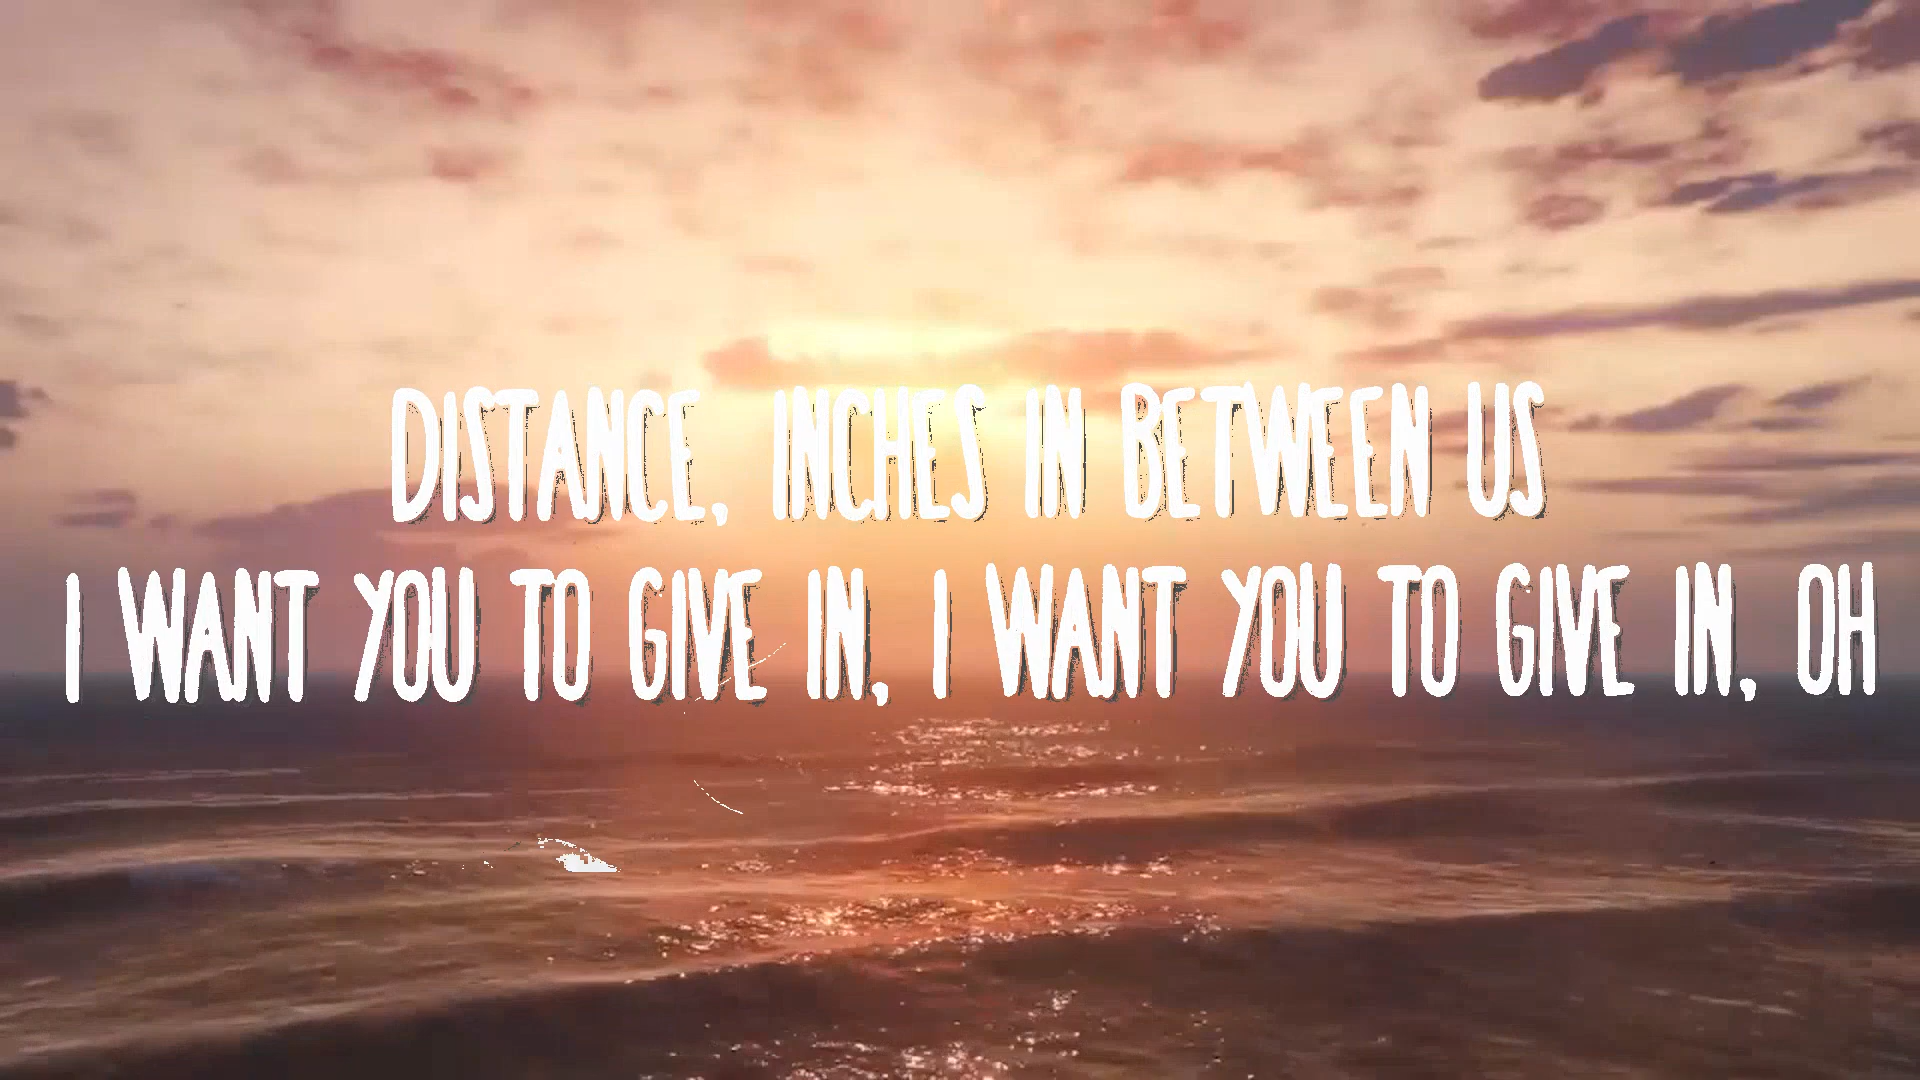 DISTANCE, INCHES IN BETWEEN US
I WANT YOU TO GIVE IN, I WANT YOU TO GIVE IN, OH